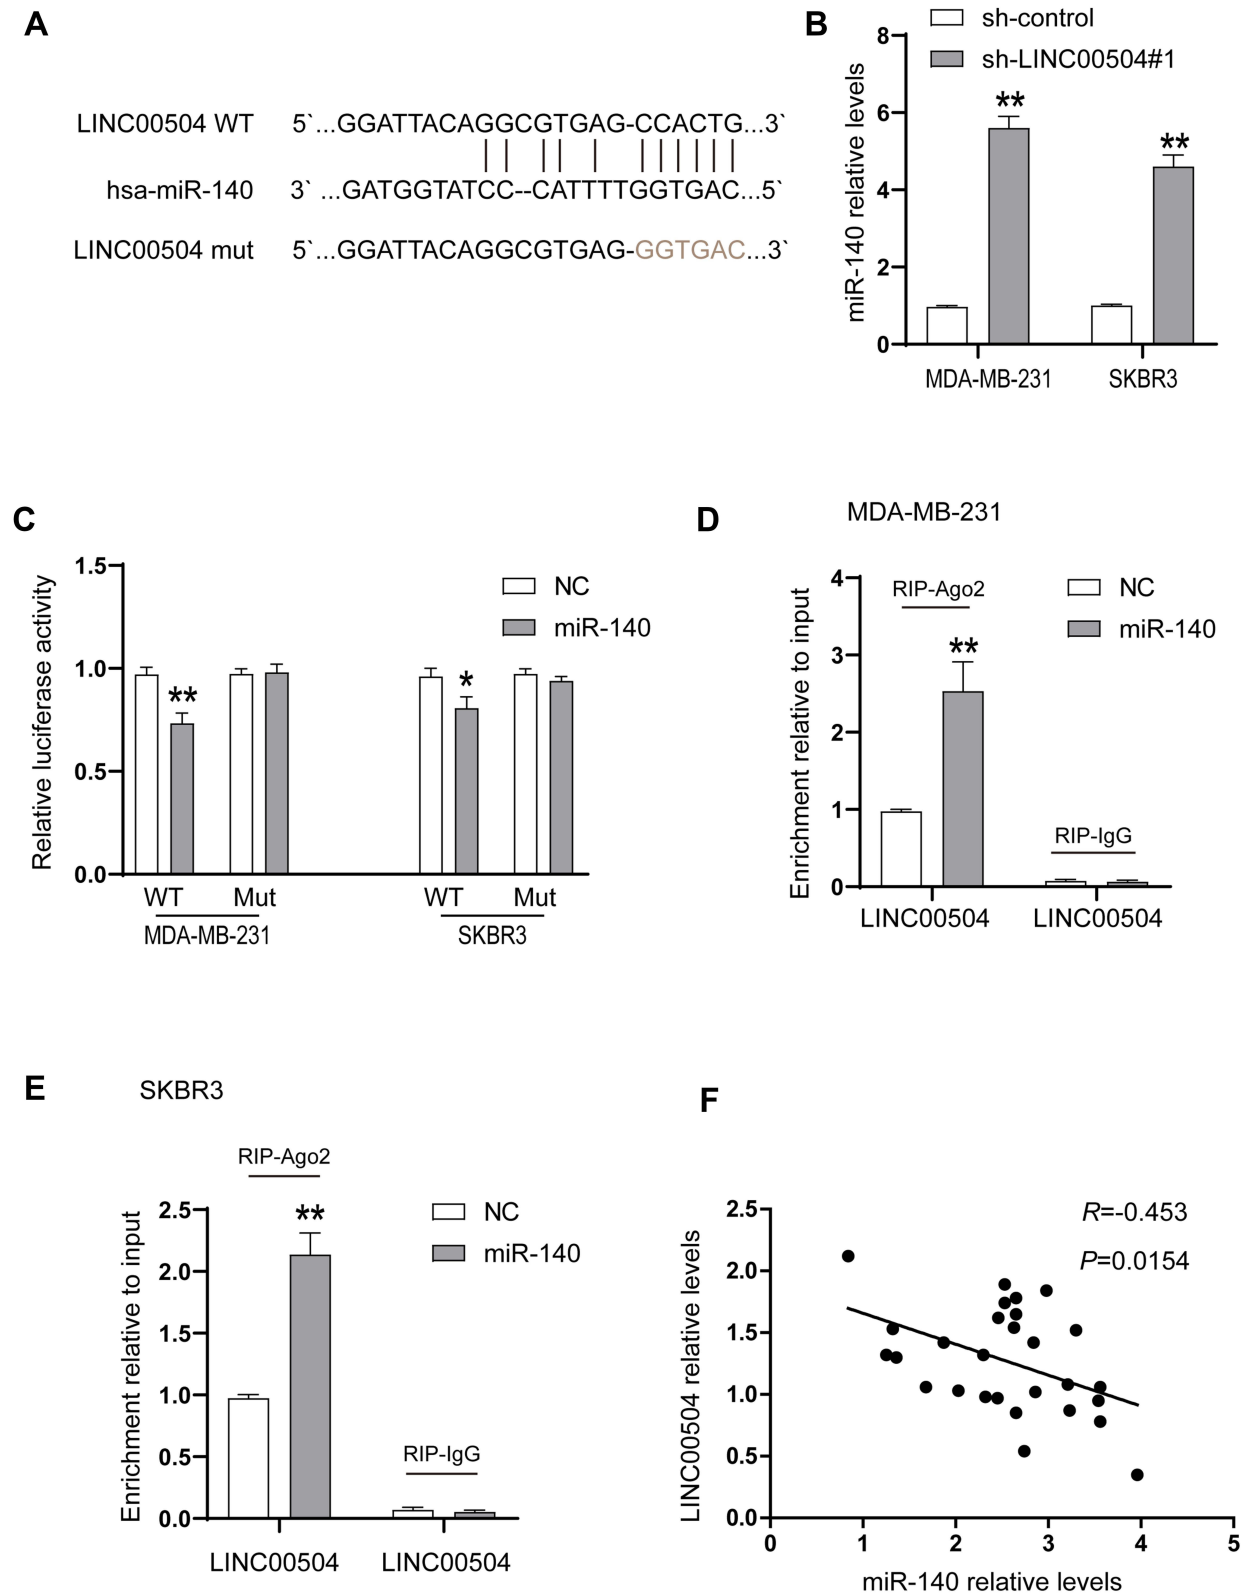 A
LINC00504 WT 5`...GGATTACAGGCGTGAG-CCACTG...3`
hsa-miR-140 3` ...GATGGTATCC--CATTTTGGTGAC...5`
LINC00504 mut 5`...GGATTACAGGCGTGAG-GGTGAC...3`
B
sh-control
sh-LINC00504#1
miR-140 relative levels
8
6
4
2
0
**
**
MDA-MB-231 SKBR3
C
Relative luciferase activity
1.5
1.0
0.5
0.0
NC
miR-140
**
*
WT Mut WT Mut
MDA-MB-231 SKBR3
D
MDA-MB-231
Enrichment relative to input
4
3
2
1
0
RIP-Ago2
**
RIP-IgG
NC
miR-140
LINC00504 LINC00504
E
SKBR3
RIP-Ago2
Enrichment relative to input
2.5
2.0
1.5
1.0
0.5
0.0
**
RIP-IgG
NC
miR-140
LINC00504 LINC00504
F
LINC00504 relative levels
2.5
2.0
1.5
1.0
0.5
0.0
R=-0.453
P=0.0154
0 1 2 3 4 5
miR-140 relative levels